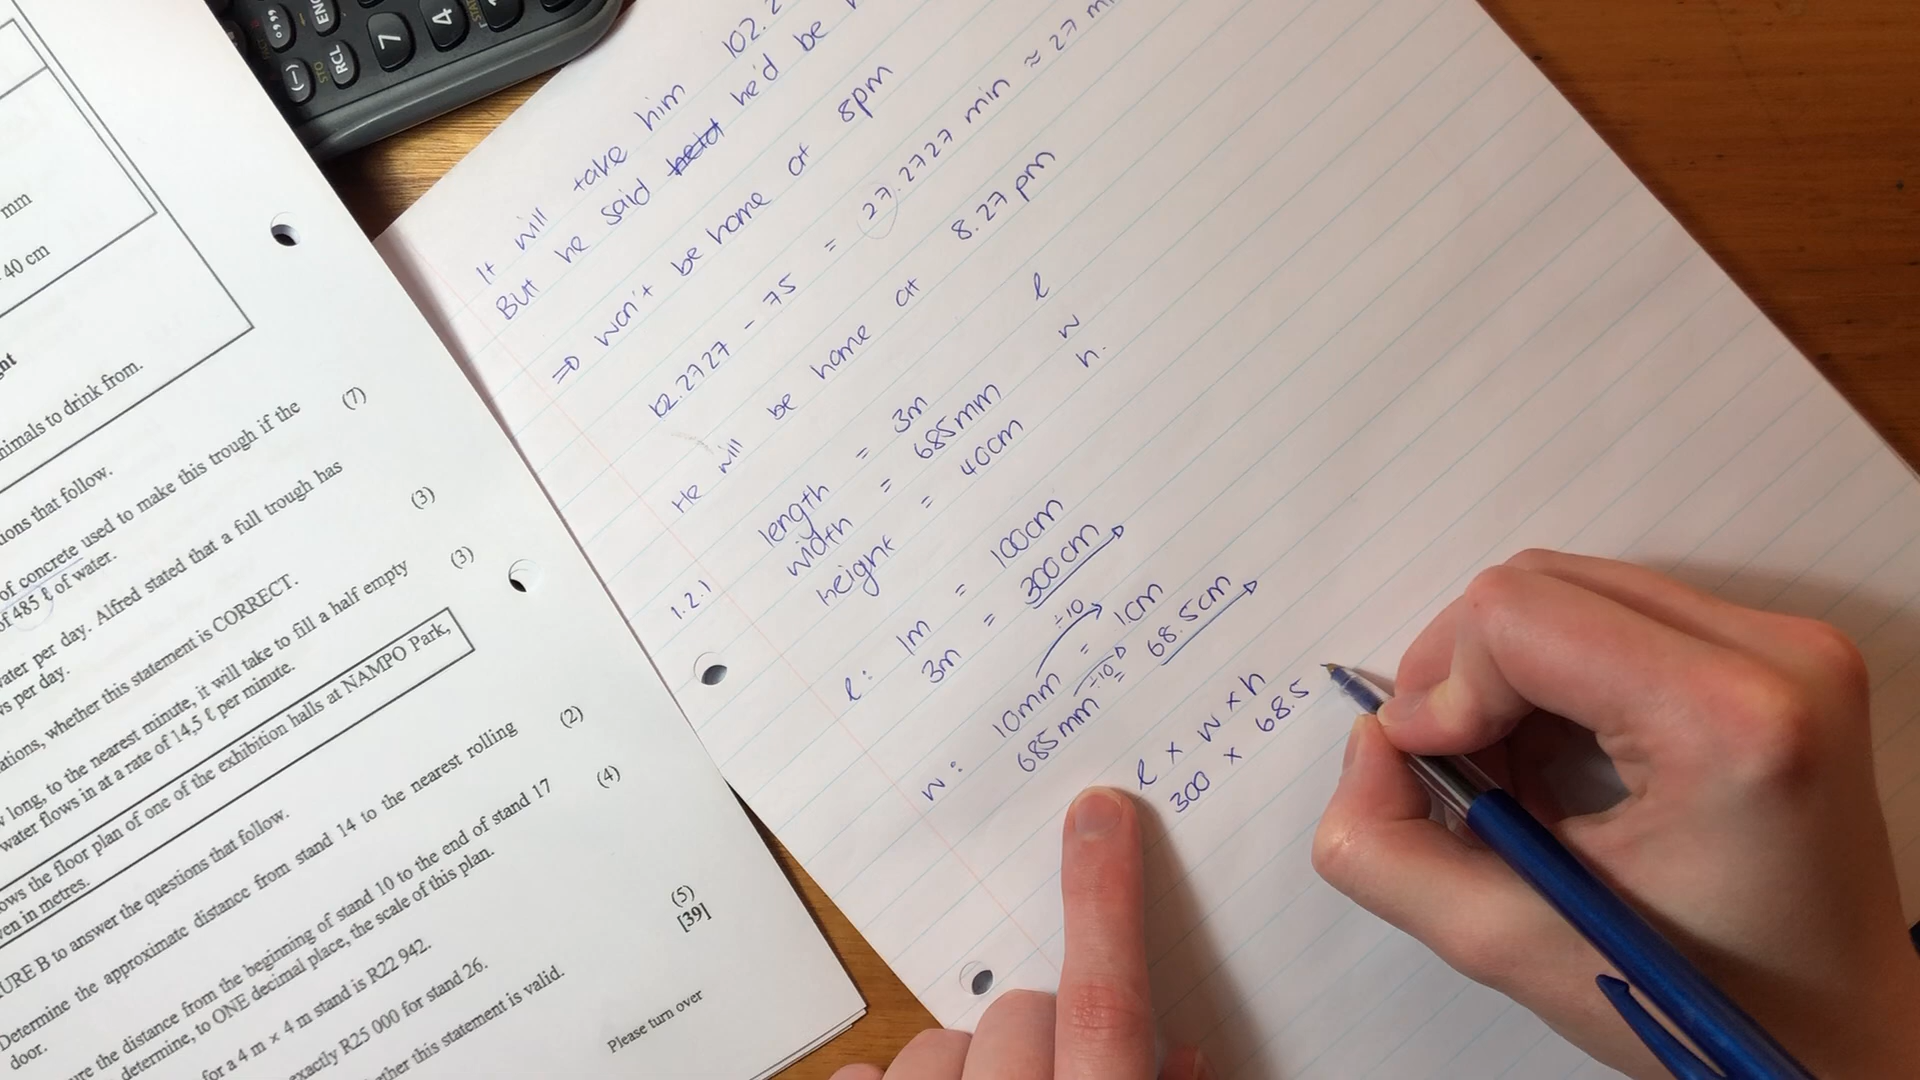 (-)
RCL
STO
ENG
7
4
mm
40 cm
nimals to drink from.
(7)
ions that follow.
of concrete used to make this trough if the
of 485 ℓ of water.
(3)
water per day. Alfred stated that a full trough has
ws per day.
(3)
ations, whether this statement is CORRECT.
w long, to the nearest minute, it will take to fill a half empty
water flows in at a rate of 14,5 ℓ per minute.
ows the floor plan of one of the exhibition halls at NAMPO Park,
ven in metres.
(2)
URE B to answer the questions that follow.
(4)
Determine the approximate distance from stand 14 to the nearest rolling
door.
ure the distance from the beginning of stand 10 to the end of stand 17
determine, to ONE decimal place, the scale of this plan.
(5)
[39]
for a 4 m × 4 m stand is R22 942.
exactly R25 000 for stand 26.
ether this statement is valid.
Please turn over
It will take him 102.2
But he said he'd be
⇒ won't be home at 8pm
102.2727 - 75 = 27.2727 min ≈ 27 m
He will be home at 8.27pm
1.2.1 length = 3m l
width = 685mm w
height = 40cm h.
l: 1m = 100cm
3m = 300cm
÷10
w: 10mm = 1cm
685mm = 68.5cm
÷10
l × w × h
300 × 68.5